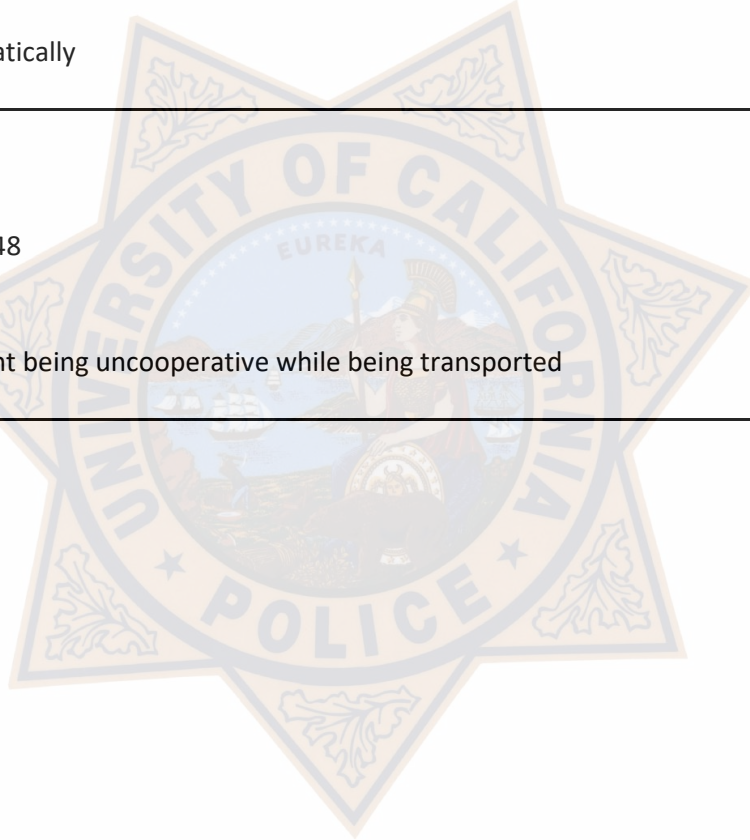 atically
48
nt being uncooperative while being transported
UNIVERSITY OF CALIFORNIA
EUREKA
POLICE